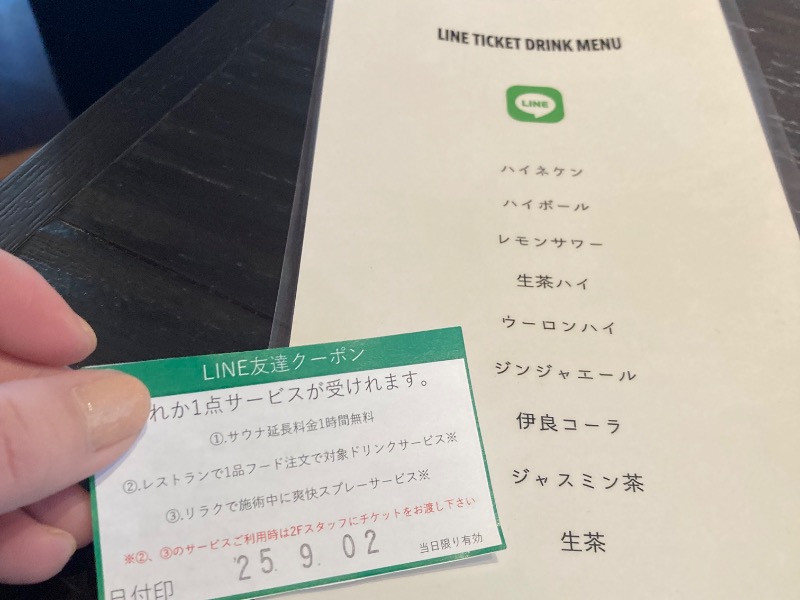 LINE TICKET DRINK MENU
LINE
ハイネケン
ハイボール
レモンサワー
生茶ハイ
ウーロンハイ
ジンジャエール
伊良コーラ
ジャスミン茶
生茶
LINE友達クーポン
れか1点サービスが受けれます。
①.サウナ延長料金1時間無料
②.レストランで1品フード注文で対象ドリンクサービス※
③.リラクで施術中に爽快スプレーサービス※
※②、③のサービスご利用時は2Fスタッフにチケットをお渡し下さい
'25. 9. 02
当日限り有効
日付印